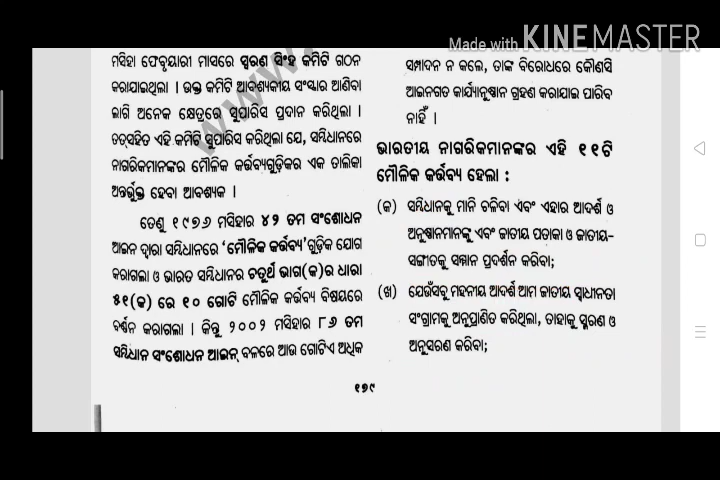 Made with KINEMASTER
ମସିହା ଫେବୃୟାରୀ ମାସରେ ସ୍ୱରଣ ସିଂହ କମିଟି ଗଠନ
କରାଯାଇଥିଲା । ଉକ୍ତ କମିଟି ଆବଶ୍ୟକୀୟ ସଂସ୍କାର ଆଣିବା
ଲାଗି ଅନେକ କ୍ଷେତ୍ରରେ ସୁପାରିସ ପ୍ରଦାନ କରିଥିଲା ।
ତତ୍‌ସହିତ ଏହି କମିଟି ସୁପାରିସ କରିଥିଲା ଯେ, ସମ୍ବିଧାନରେ
ନାଗରିକମାନଙ୍କର ମୌଳିକ କର୍ତ୍ତବ୍ୟଗୁଡ଼ିକର ଏକ ତାଲିକା
ଅନ୍ତର୍ଭୁକ୍ତ ହେବା ଆବଶ୍ୟକ ।
ତେଣୁ ୧୯୭୬ ମସିହାର ୪୨ ତମ ସଂଶୋଧନ
ଆଇନ ଦ୍ୱାରା ସମ୍ବିଧାନରେ ‘ମୌଳିକ କର୍ତ୍ତବ୍ୟ’ଗୁଡ଼ିକ ଯୋଗ
କରାଗଲା ଓ ଭାରତ ସମ୍ବିଧାନର ଚତୁର୍ଥ ଭାଗ(କ)ର ଧାରା
୫୧(କ) ରେ ୧୦ ଗୋଟି ମୌଳିକ କର୍ତ୍ତବ୍ୟ ବିଷୟରେ
ବର୍ଣ୍ଣନ କରାଗଲା । କିନ୍ତୁ ୨୦୦୨ ମସିହାର ୮୬ ତମ
ସମ୍ବିଧାନ ସଂଶୋଧନ ଆଇନ୍ ବଳରେ ଆଉ ଗୋଟିଏ ଅଧିକ
ସମ୍ପାଦନ ନ କଲେ, ତାଙ୍କ ବିରୋଧରେ କୌଣସି
ଆଇନଗତ କାର୍ଯ୍ୟାନୁଷ୍ଠାନ ଗ୍ରହଣ କରାଯାଇ ପାରିବ
ନାହିଁ ।
ଭାରତୀୟ ନାଗରିକମାନଙ୍କର ଏହି ୧୧ଟି
ମୌଳିକ କର୍ତ୍ତବ୍ୟ ହେଲା :
(କ) ସମ୍ବିଧାନକୁ ମାନି ଚଳିବା ଏବଂ ଏହାର ଆଦର୍ଶ ଓ
ଅନୁଷ୍ଠାନମାନଙ୍କୁ ଏବଂ ଜାତୀୟ ପତାକା ଓ ଜାତୀୟ-
ସଙ୍ଗୀତକୁ ସମ୍ମାନ ପ୍ରଦର୍ଶନ କରିବା;
(ଖ) ଯେଉଁସବୁ ମହନୀୟ ଆଦର୍ଶ ଆମ ଜାତୀୟ ସ୍ୱାଧୀନତା
ସଂଗ୍ରାମକୁ ଅନୁପ୍ରାଣିତ କରିଥିଲା, ତାହାକୁ ସ୍ମରଣ ଓ
ଅନୁସରଣ କରିବା;
୧୭୯